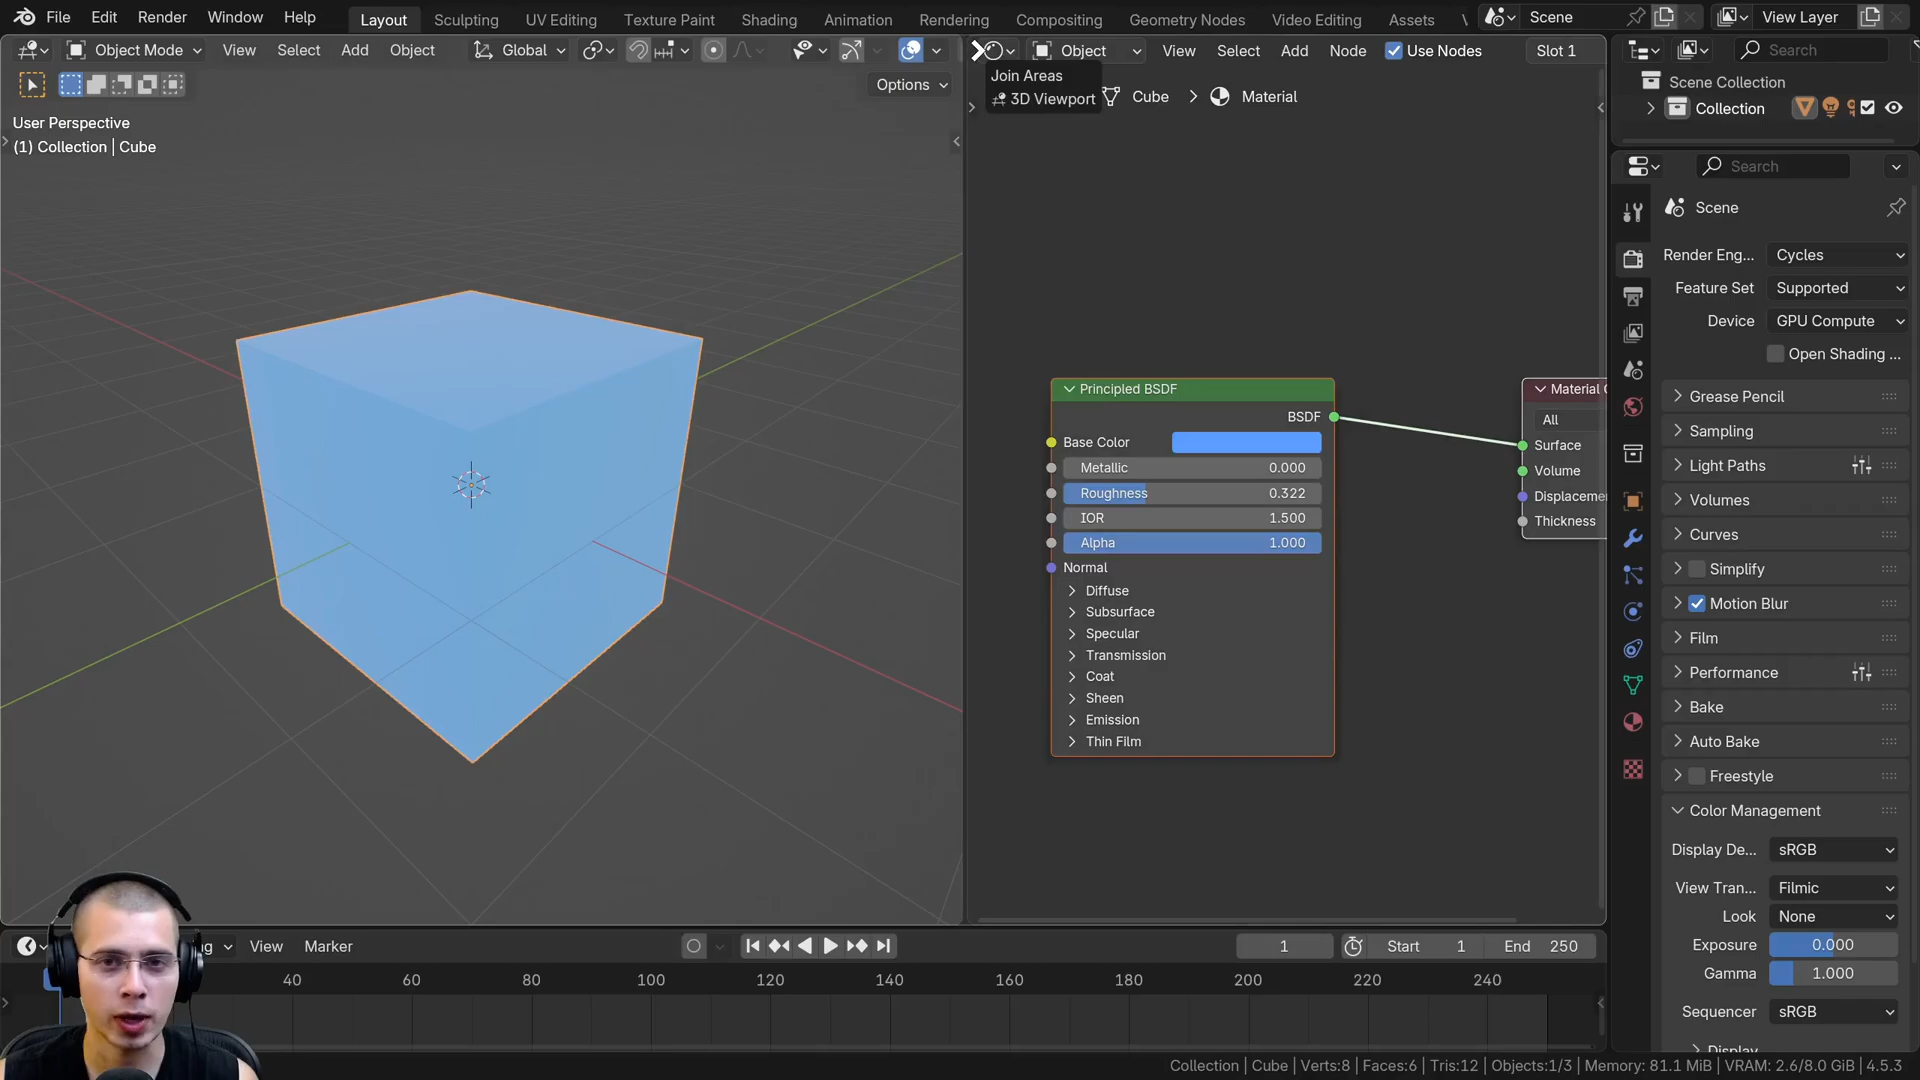 File Edit Render Window Help Layout Sculpting UV Editing Texture Paint Shading Animation Rendering Compositing Geometry Nodes Video Editing Assets Scene View Layer
Object Mode View Select Add Object Global
Options
User Perspective
(1) Collection | Cube
Object View Select Add Node Use Nodes Slot 1
Join Areas
3D Viewport
Cube Material
Principled BSDF
BSDF
Base Color
Metallic 0.000
Roughness 0.322
IOR 1.500
Alpha 1.000
Normal
Diffuse
Subsurface
Specular
Transmission
Coat
Sheen
Emission
Thin Film
Material
All
Surface
Volume
Displaceme
Thickness
Search
Scene Collection
Collection
Search
Scene
Render Eng... Cycles
Feature Set Supported
Device GPU Compute
Open Shading ...
Grease Pencil
Sampling
Light Paths
Volumes
Curves
Simplify
Motion Blur
Film
Performance
Bake
Auto Bake
Freestyle
Color Management
Display De... sRGB
View Tran... Filmic
Look None
Exposure 0.000
Gamma 1.000
Sequencer sRGB
Display
g View Marker 1 Start 1 End 250
40 60 80 100 120 140 160 180 200 220 240
Collection | Cube | Verts:8 | Faces:6 | Tris:12 | Objects:1/3 | Memory: 81.1 MiB | VRAM: 2.6/8.0 GiB | 4.5.3